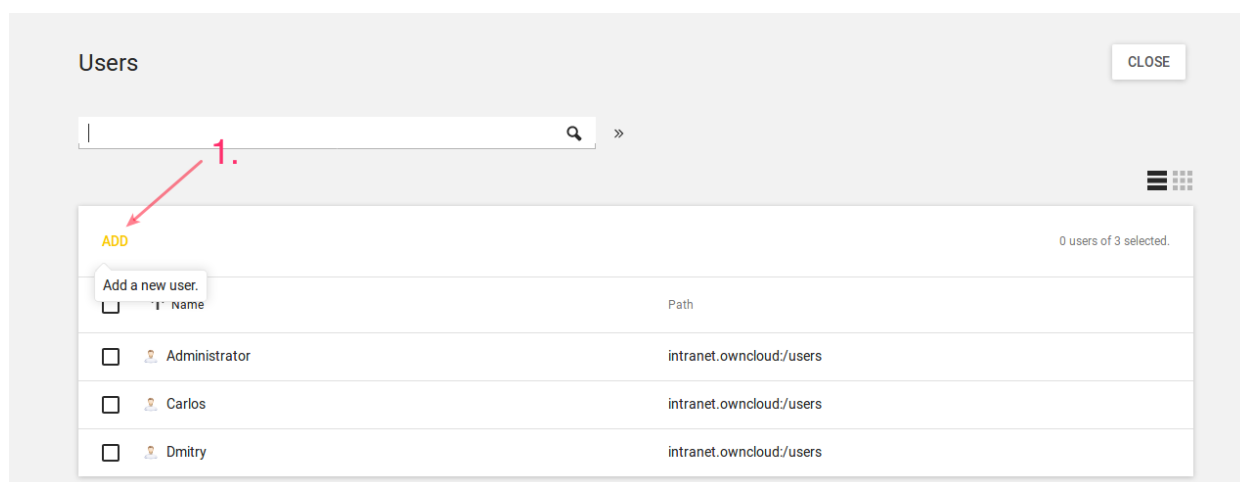 Users
CLOSE
»
1.
ADD
0 users of 3 selected.
Add a new user.
Name
Path
Administrator
intranet.owncloud:/users
Carlos
intranet.owncloud:/users
Dmitry
intranet.owncloud:/users